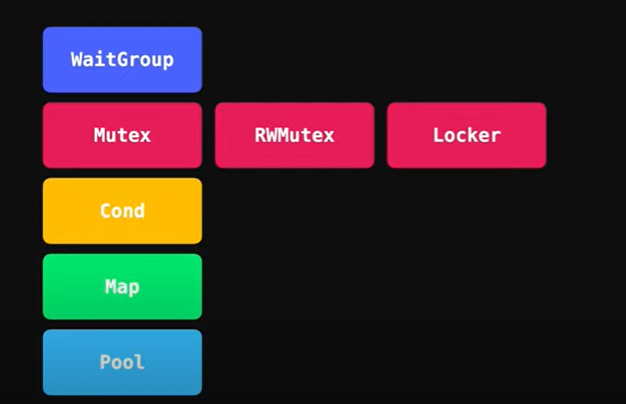 WaitGroup
Mutex RWMutex Locker
Cond
Map
Pool